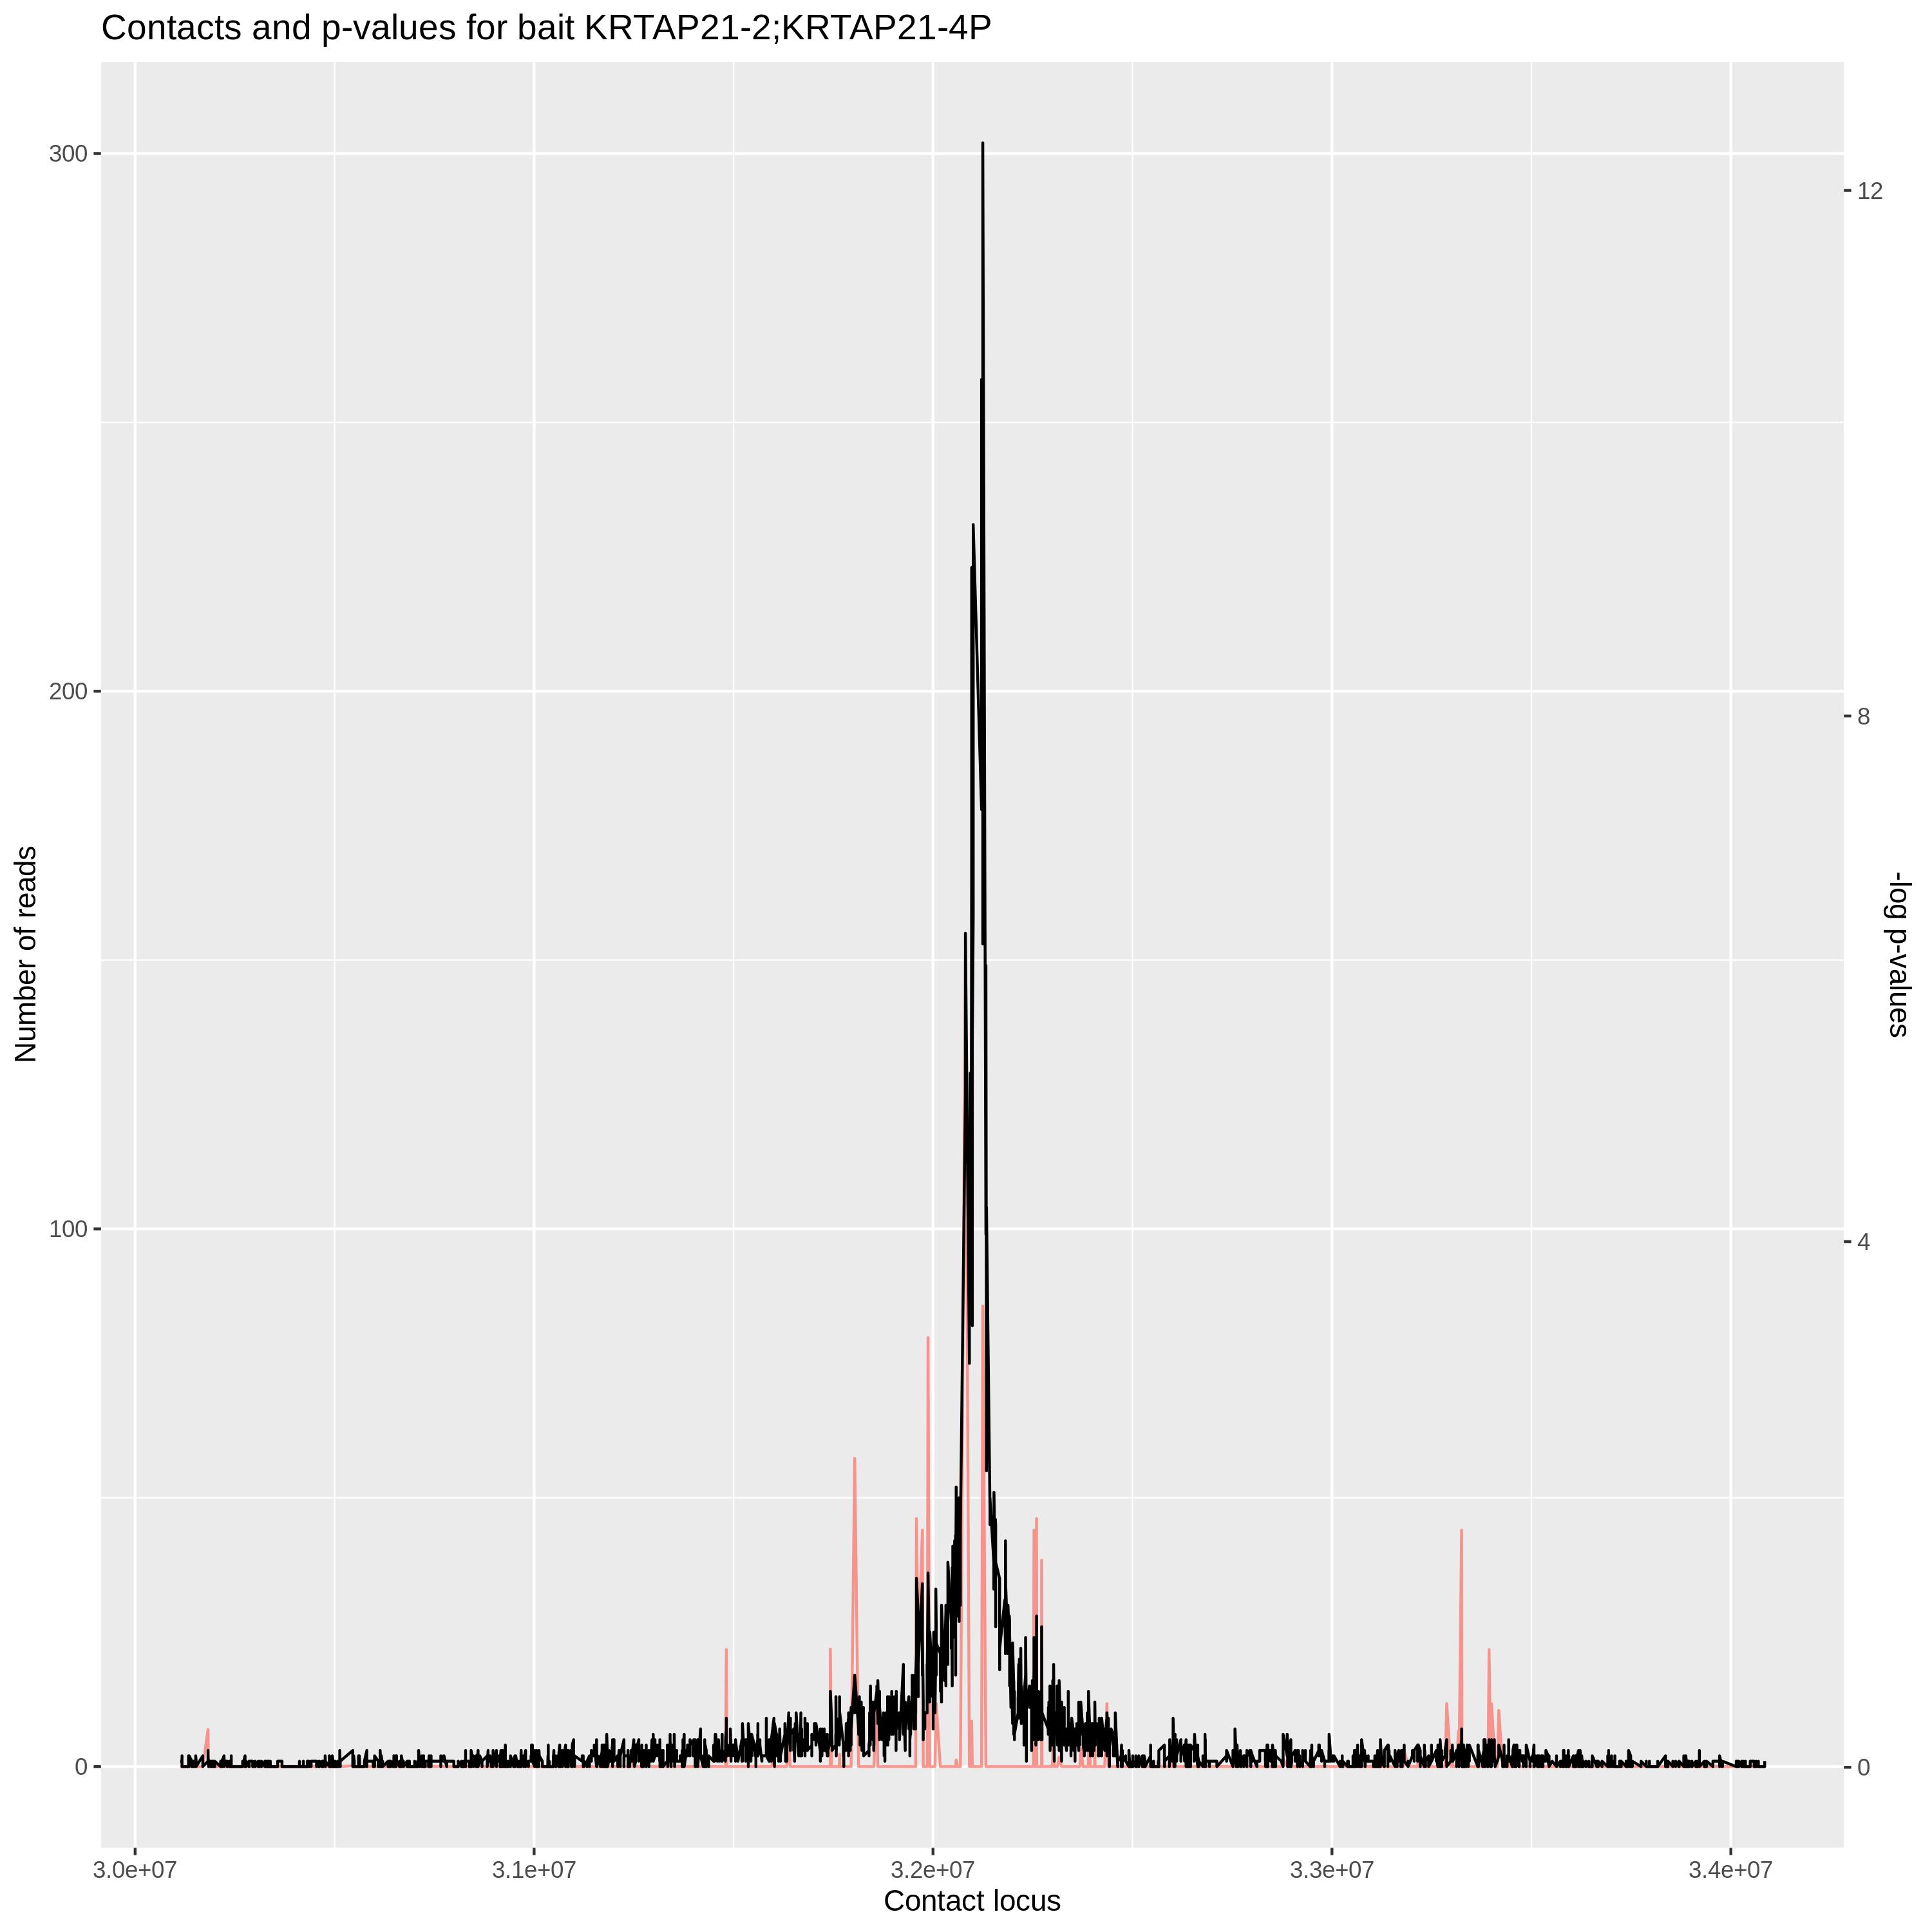 Contacts and p-values for bait KRTAP21-2;KRTAP21-4P
300
200
100
0
Number of reads
12
8
4
0
-log p-values
3.0e+07
3.1e+07
3.2e+07
3.3e+07
3.4e+07
Contact locus